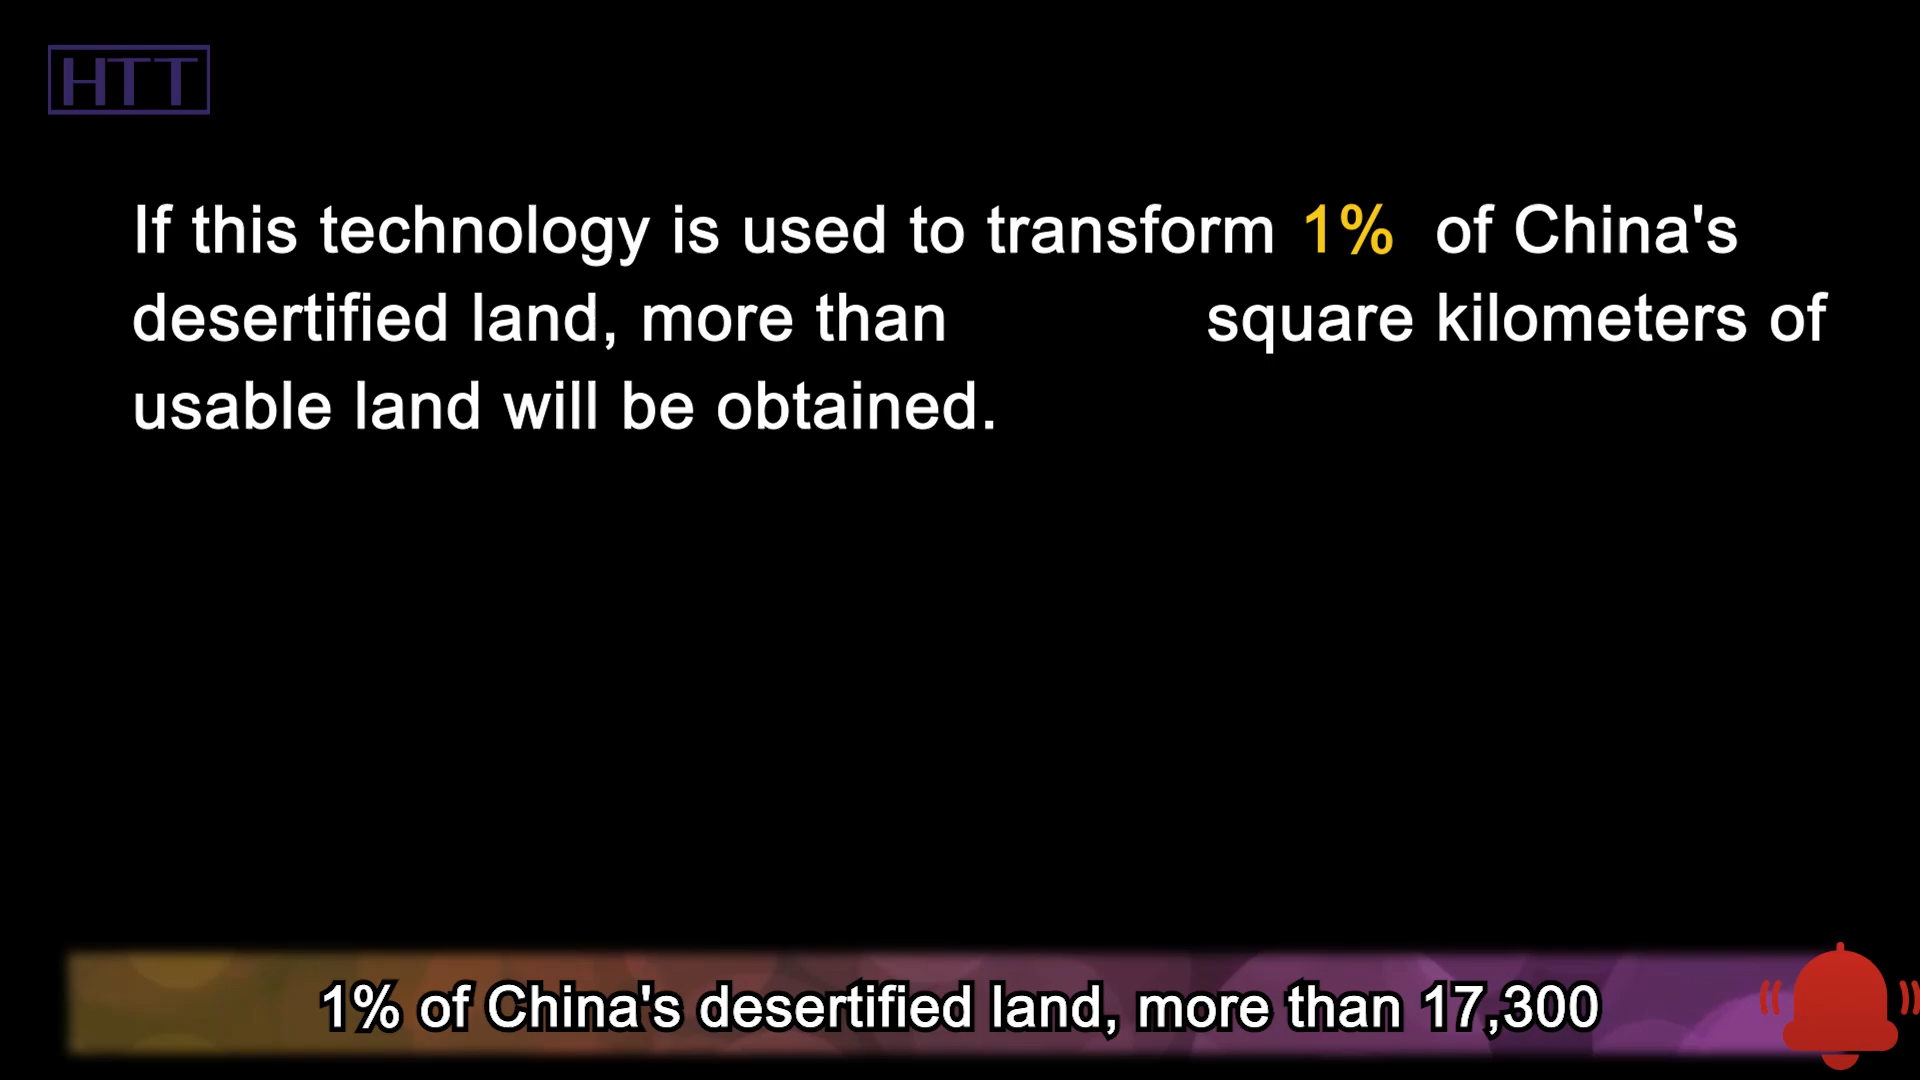 HTT
If this technology is used to transform 1% of China's
desertified land, more than square kilometers of
usable land will be obtained.
1% of China's desertified land, more than 17,300